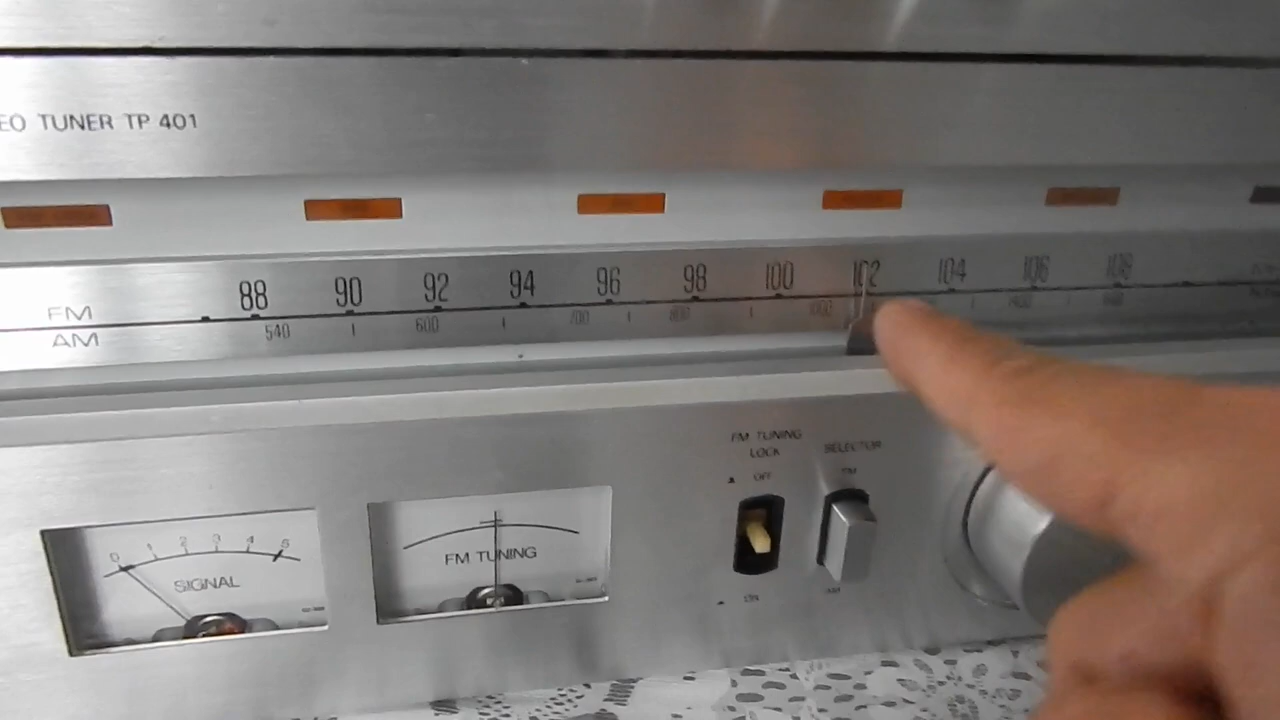 EO TUNER TP 401
88 90 92 94 96 98 100 102 104 106 108
FM
AM
540 600 700 800 1000 1400
FM TUNING
LOCK
OFF
ON
SELECTOR
FM
AM
0 1 2 3 4 5
SIGNAL
FM TUNING